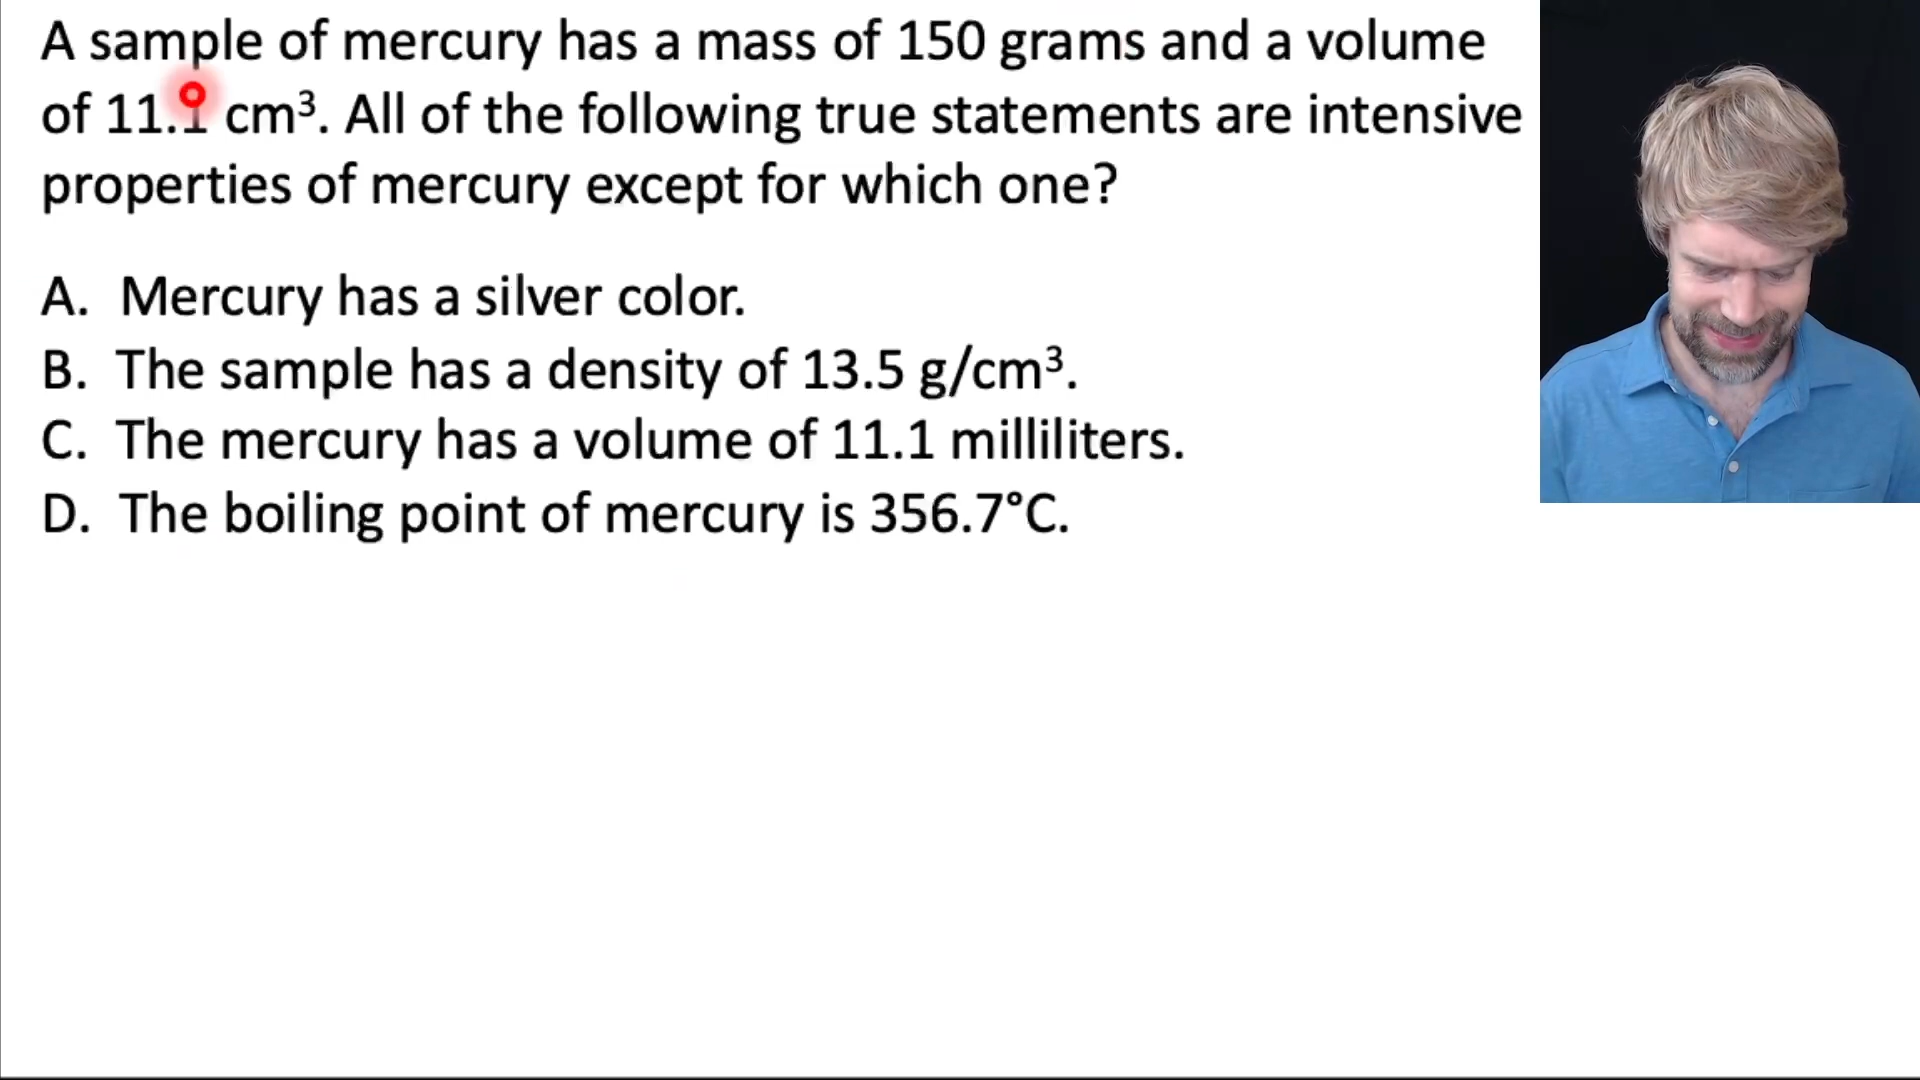 A sample of mercury has a mass of 150 grams and a volume
of 11.1 cm³. All of the following true statements are intensive
properties of mercury except for which one?
A. Mercury has a silver color.
B. The sample has a density of 13.5 g/cm³.
C. The mercury has a volume of 11.1 milliliters.
D. The boiling point of mercury is 356.7°C.